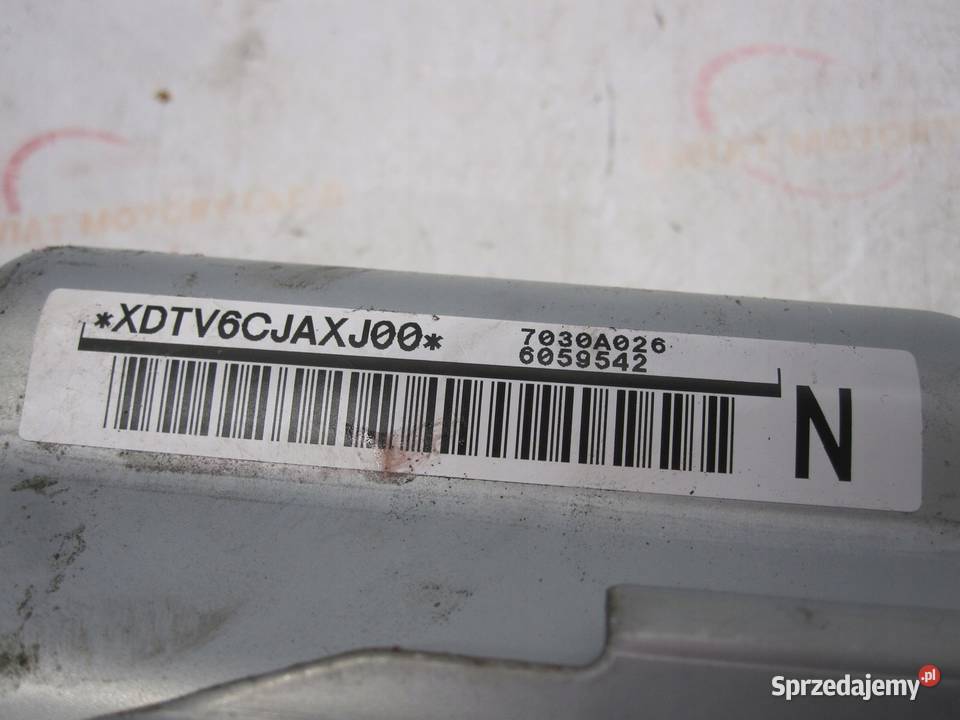 *XDTV6CJAXJ00*
7030A026
6059542
N
Sprzedajemy.pl